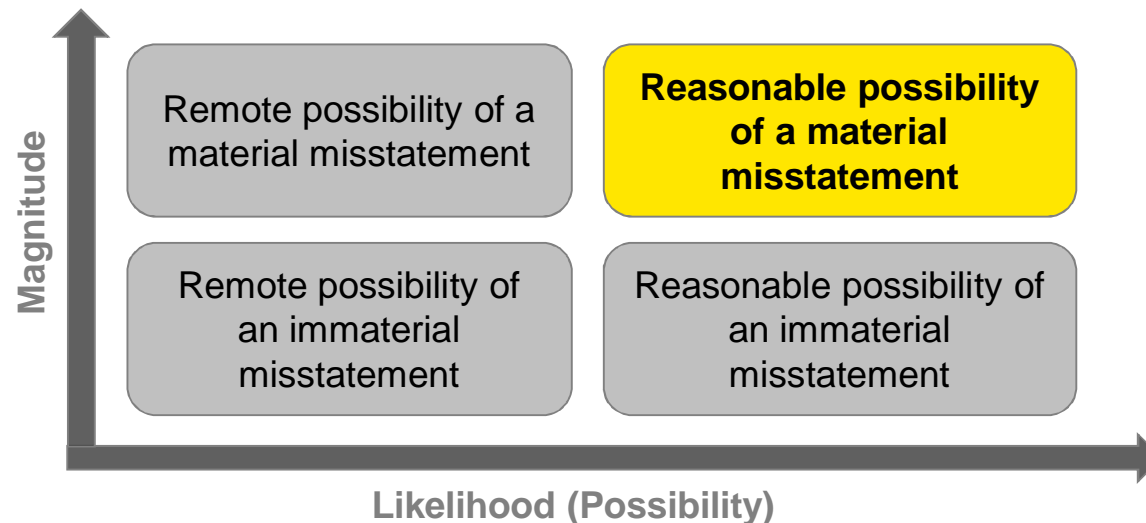 Magnitude
Remote possibility of a
material misstatement
Reasonable possibility
of a material
misstatement
Remote possibility of
an immaterial
misstatement
Reasonable possibility of
an immaterial
misstatement
Likelihood (Possibility)